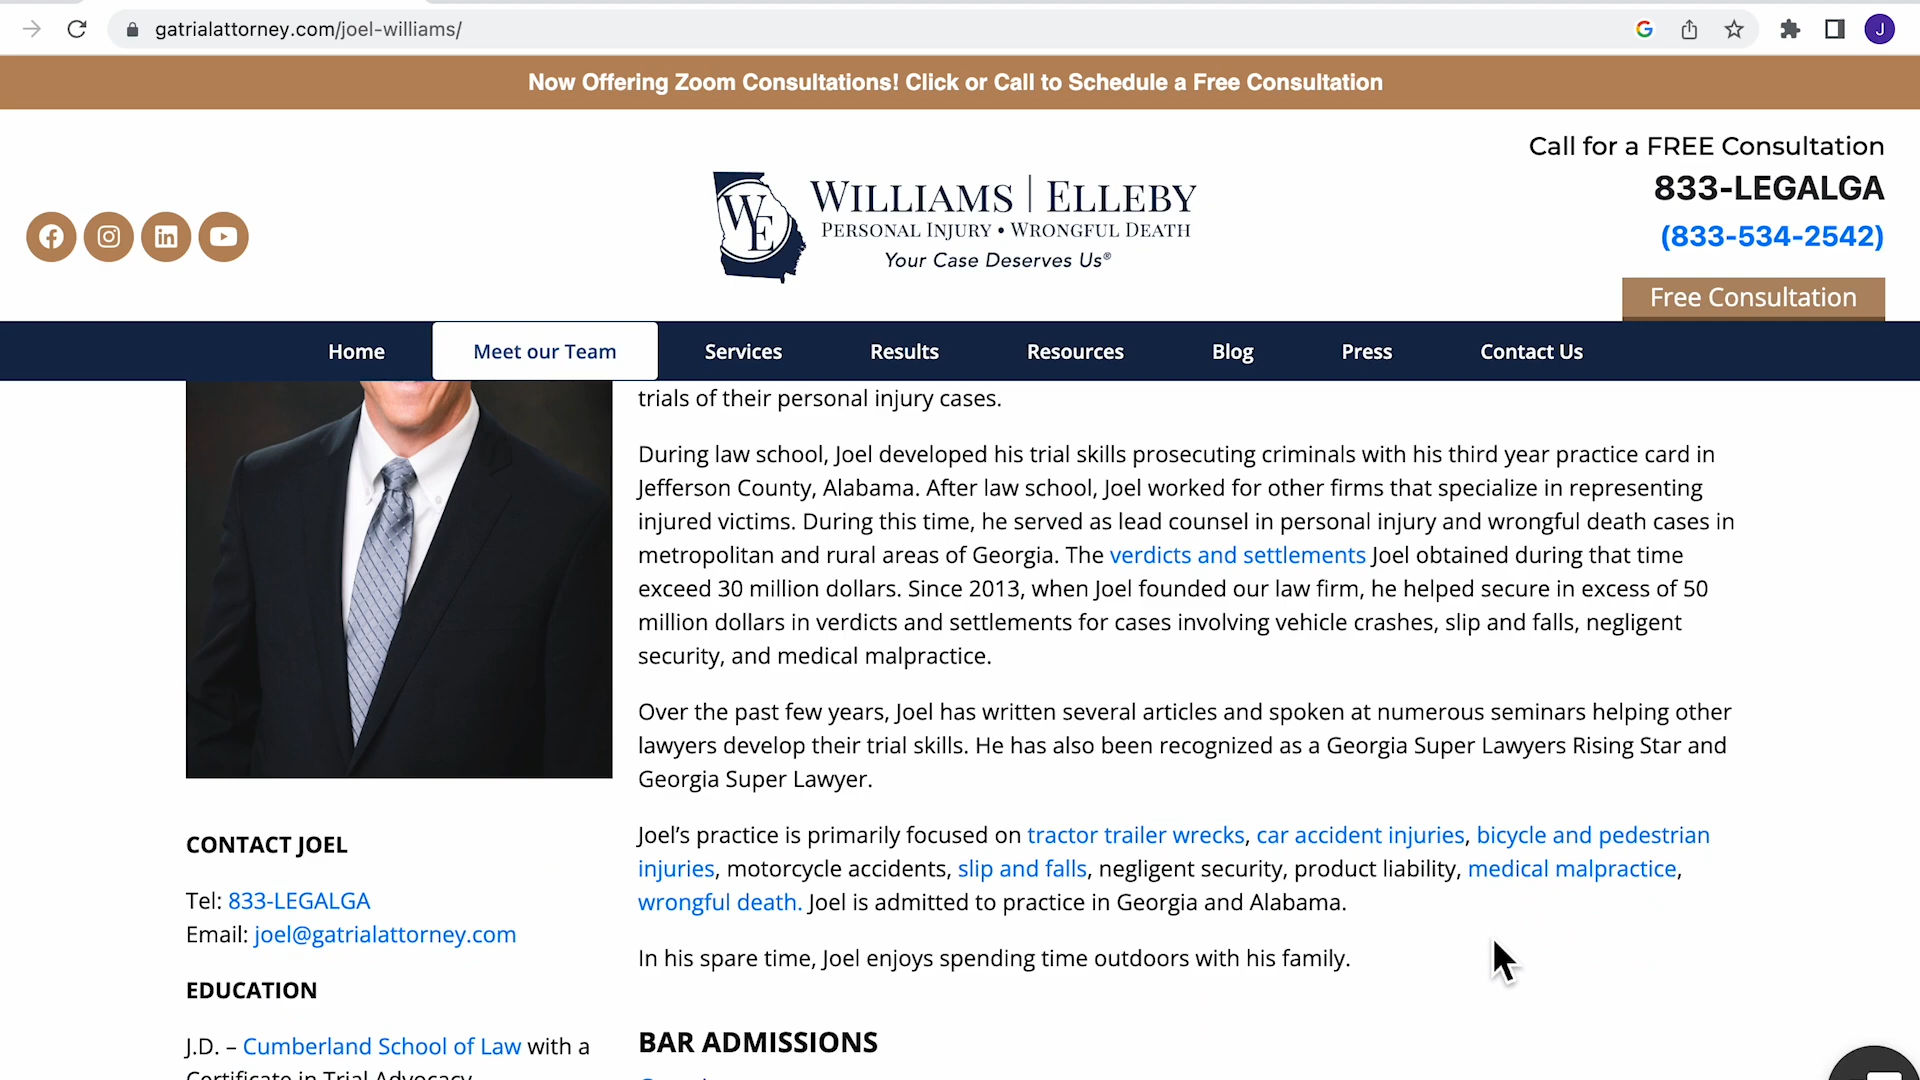 gatrialattorney.com/joel-williams/
J
Now Offering Zoom Consultations! Click or Call to Schedule a Free Consultation
Call for a FREE Consultation
833-LEGALGA
(833-534-2542)
Free Consultation
WE
WILLIAMS | ELLEBY
PERSONAL INJURY • WRONGFUL DEATH
Your Case Deserves Us®
Home Meet our Team Services Results Resources Blog Press Contact Us
trials of their personal injury cases.
During law school, Joel developed his trial skills prosecuting criminals with his third year practice card in
Jefferson County, Alabama. After law school, Joel worked for other firms that specialize in representing
injured victims. During this time, he served as lead counsel in personal injury and wrongful death cases in
metropolitan and rural areas of Georgia. The verdicts and settlements Joel obtained during that time
exceed 30 million dollars. Since 2013, when Joel founded our law firm, he helped secure in excess of 50
million dollars in verdicts and settlements for cases involving vehicle crashes, slip and falls, negligent
security, and medical malpractice.
Over the past few years, Joel has written several articles and spoken at numerous seminars helping other
lawyers develop their trial skills. He has also been recognized as a Georgia Super Lawyers Rising Star and
Georgia Super Lawyer.
Joel's practice is primarily focused on tractor trailer wrecks, car accident injuries, bicycle and pedestrian
injuries, motorcycle accidents, slip and falls, negligent security, product liability, medical malpractice,
wrongful death. Joel is admitted to practice in Georgia and Alabama.
In his spare time, Joel enjoys spending time outdoors with his family.
BAR ADMISSIONS
CONTACT JOEL
Tel: 833-LEGALGA
Email: joel@gatrialattorney.com
EDUCATION
J.D. – Cumberland School of Law with a
Certificate in Trial Advocacy